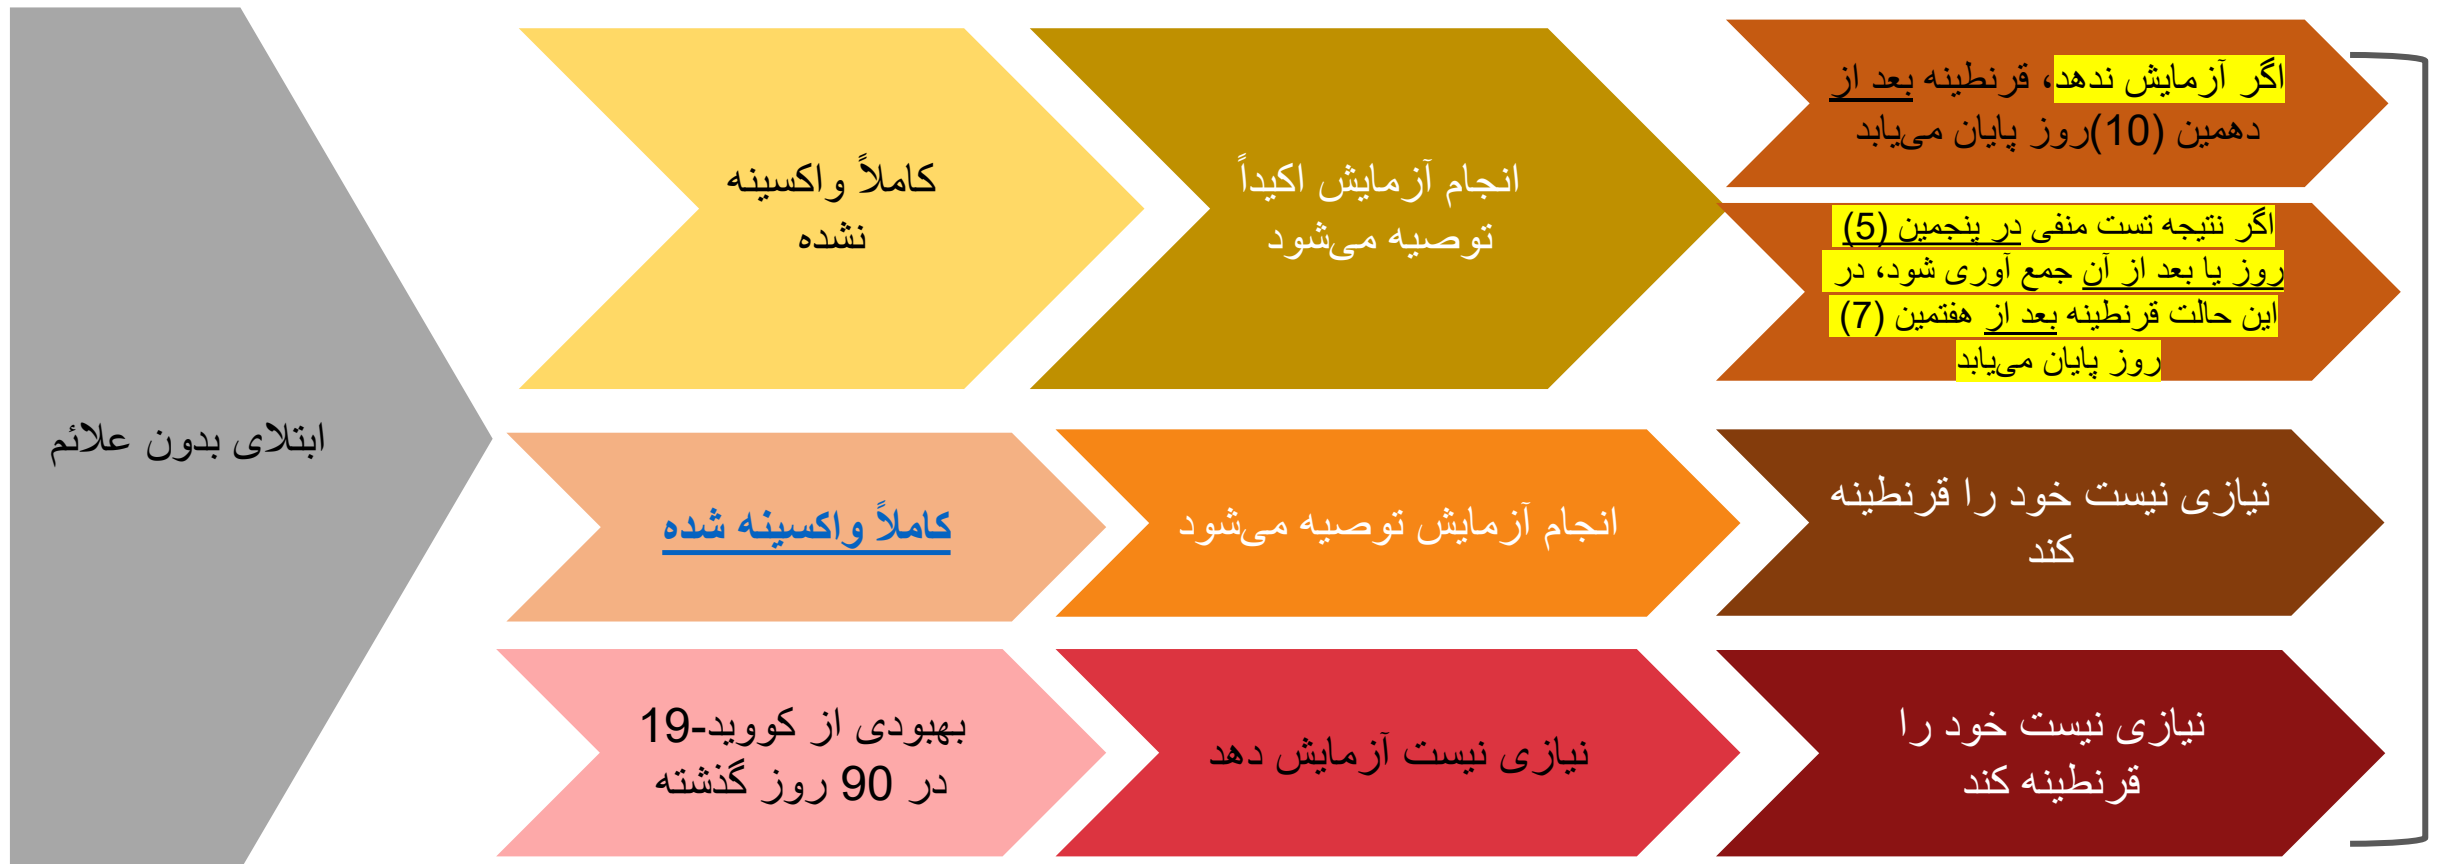 ابتلای بدون علائم
کاملاً واکسینه
نشده
انجام آزمایش اکیداً
توصیه می‌شود
اگر آزمایش ندهد، قرنطینه بعد از
دهمین (10)روز پایان می‌یابد
اگر نتیجه تست منفی در پنجمین (5)
روز یا بعد از آن جمع آوری شود، در
این حالت قرنطینه بعد از هفتمین (7)
روز پایان می‌یابد
کاملاً واکسینه شده
انجام آزمایش توصیه می‌شود
نیازی نیست خود را قرنطینه
کند
بهبودی از کووید-19
در 90 روز گذشته
نیازی نیست آزمایش دهد
نیازی نیست خود را
قرنطینه کند